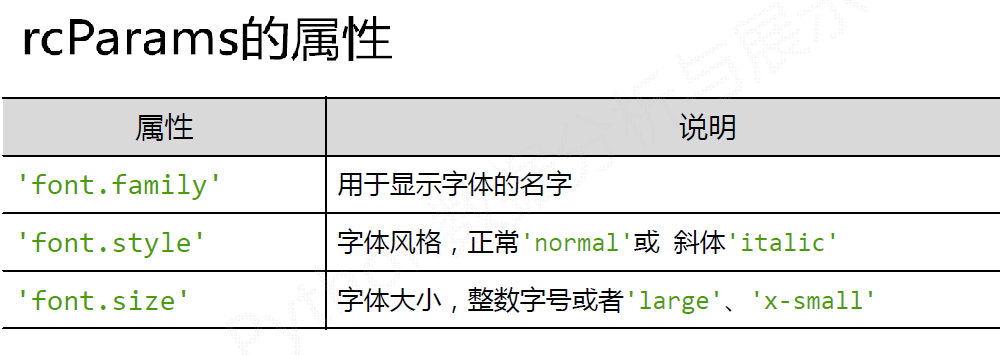 rcParams的属性
属性 说明
'font.family' 用于显示字体的名字
'font.style' 字体风格，正常'normal'或 斜体'italic'
'font.size' 字体大小，整数字号或者'large'、'x-small'